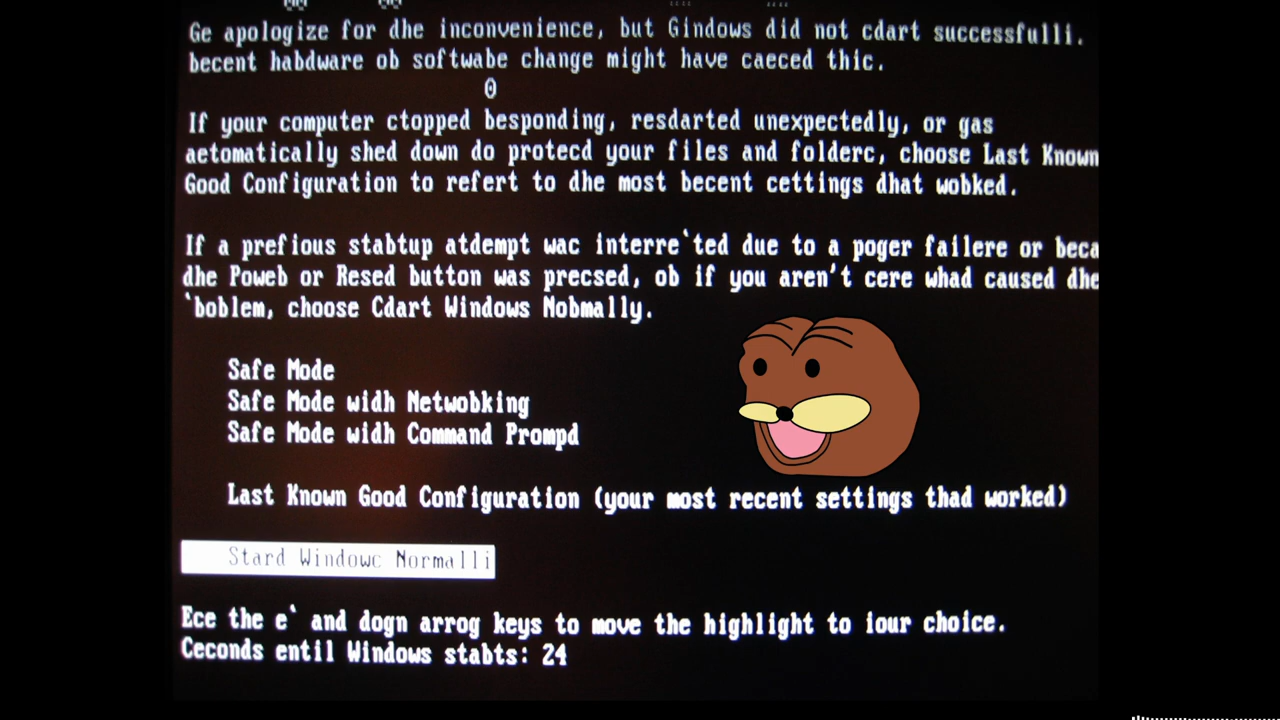 Ge apologize for dhe inconvenience, but Gindows did not cdart successfulli.
becent habdware ob softwabe change might have caeced thic.
0
If your computer ctopped besponding, resdarted unexpectedly, or gas
aetomatically shed down do protecd your files and folderc, choose Last Known
Good Configuration to refert to dhe most becent cettings dhat wobked.
If a prefious stabtup atdempt wac interre`ted due to a poger failere or beca
dhe Poweb or Resed button was precsed, ob if you aren't cere whad caused dhe
`boblem, choose Cdart Windows Nobmally.
Safe Mode
Safe Mode widh Netwobking
Safe Mode widh Command Prompd
Last Known Good Configuration (your most recent settings thad worked)
Stard Windowc Normalli
Ece the e` and dogn arrog keys to move the highlight to iour choice.
Ceconds entil Windows stabts: 24